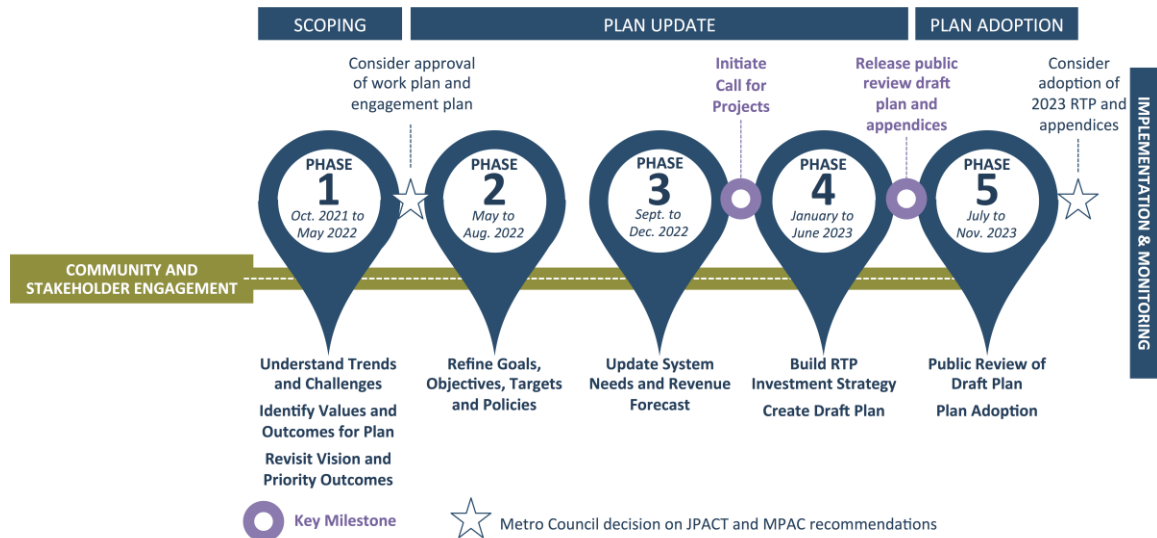 SCOPING
PLAN UPDATE
PLAN ADOPTION
Consider approval
of work plan and
engagement plan
Initiate
Call for
Projects
Release public
review draft
plan and
appendices
Consider
adoption of
2023 RTP and
appendices
IMPLEMENTATION & MONITORING
PHASE
1
Oct. 2021 to
May 2022
PHASE
2
May to
Aug. 2022
PHASE
3
Sept. to
Dec. 2022
PHASE
4
January to
June 2023
PHASE
5
July to
Nov. 2023
COMMUNITY AND
STAKEHOLDER ENGAGEMENT
Understand Trends
and Challenges
Identify Values and
Outcomes for Plan
Revisit Vision and
Priority Outcomes
Refine Goals,
Objectives, Targets
and Policies
Update System
Needs and Revenue
Forecast
Build RTP
Investment Strategy
Create Draft Plan
Public Review of
Draft Plan
Plan Adoption
Key Milestone
Metro Council decision on JPACT and MPAC recommendations